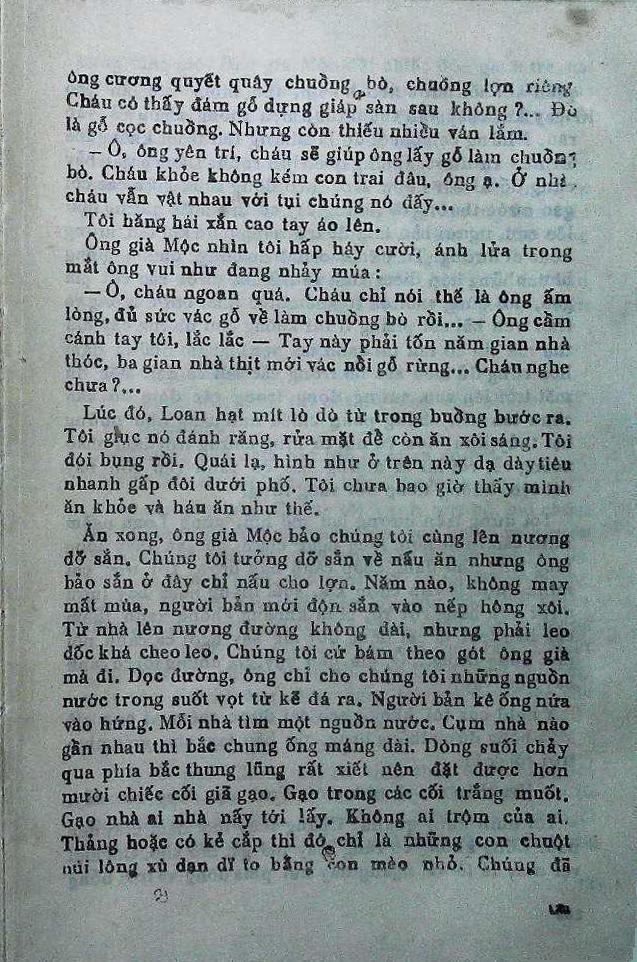 ông cương quyết quây chuồng bò, chuồng lợn riêng
Cháu có thấy đám gỗ dựng giáp sàn sau không ?... Đó
là gỗ cọc chuồng. Nhưng còn thiếu nhiều ván lắm.
— Ô, ông yên trí, cháu sẽ giúp ông lấy gỗ làm chuồng
bò. Cháu khỏe không kém con trai đâu, ông ạ. Ở nhà,
cháu vẫn vật nhau với tụi chúng nó đấy...
Tôi hăng hái xắn cao tay áo lên.
Ông già Mộc nhìn tôi hấp háy cười, ánh lửa trong
mắt ông vui như đang nhảy múa :
— Ô, cháu ngoan quá. Cháu chỉ nói thế là ông ấm
lòng, đủ sức vác gỗ về làm chuồng bò rồi... — Ông cầm
cánh tay tôi, lắc lắc — Tay này phải tốn năm gian nhà
thóc, ba gian nhà thịt mới vác nổi gỗ rừng... Cháu nghe
chưa ?...
Lúc đó, Loan hạt mít lò dò từ trong buồng bước ra.
Tôi giục nó đánh răng, rửa mặt để còn ăn xôi sáng. Tôi
đói bụng rồi. Quái lạ, hình như ở trên này dạ dày tiêu
nhanh gấp đôi dưới phố. Tôi chưa bao giờ thấy mình
ăn khỏe và háu ăn như thế.
Ăn xong, ông già Mộc bảo chúng tôi cùng lên nương
dỡ sắn. Chúng tôi tưởng dỡ sắn về nấu ăn nhưng ông
bảo sắn ở đây chỉ nấu cho lợn. Năm nào, không may
mất mùa, người bản mới độn sắn vào nếp hông xôi.
Từ nhà lên nương đường không dài, nhưng phải leo
dốc khá cheo leo. Chúng tôi cứ bám theo gót ông già
mà đi. Dọc đường, ông chỉ cho chúng tôi những nguồn
nước trong suốt vọt từ kẽ đá ra. Người bản kê ống nứa
vào hứng. Mỗi nhà tìm một nguồn nước. Cụm nhà nào
gần nhau thì bắc chung ống máng dài. Dòng suối chảy
qua phía bắc thung lũng rất xiết nên đặt được hơn
mười chiếc cối giã gạo. Gạo trong các cối trắng muốt.
Gạo nhà ai nhà nấy tới lấy. Không ai trộm của ai.
Thảng hoặc có kẻ cắp thì đó chỉ là những con chuột
núi lông xù dạn dĩ to bằng con mèo nhỏ. Chúng đã